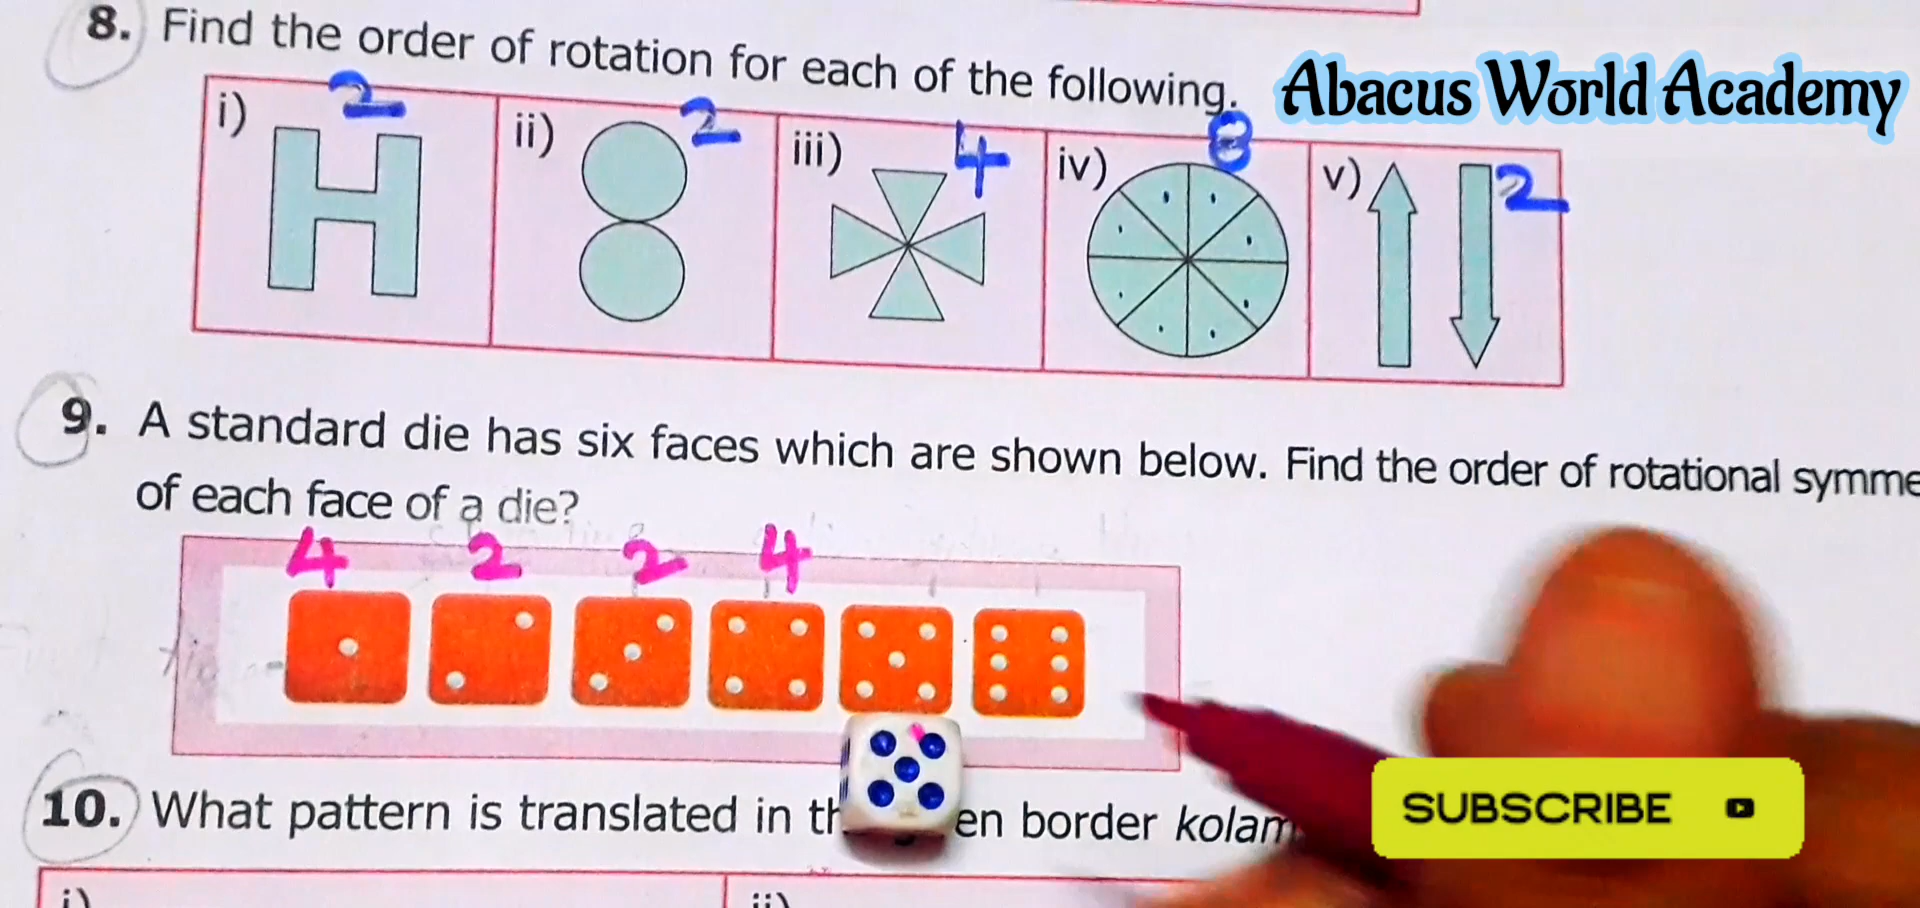 8. Find the order of rotation for each of the following.
Abacus World Academy
i) 2 ii) 2 iii) 4 iv) 8 v) 2
9. A standard die has six faces which are shown below. Find the order of rotational symme
of each face of a die?
4 2 2 4
10. What pattern is translated in th en border kolam
SUBSCRIBE
i) ii)